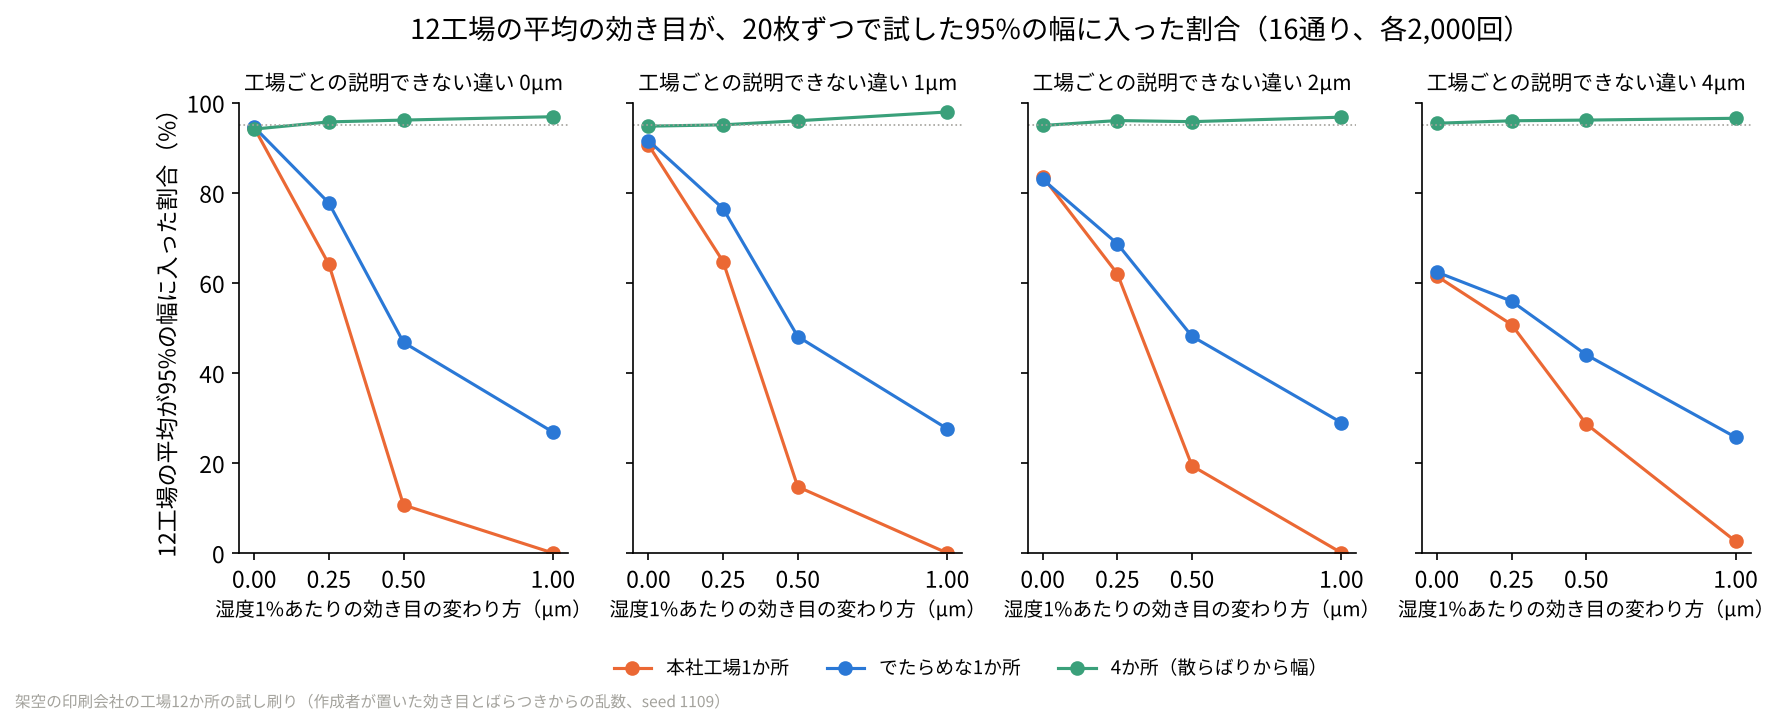 12工場の平均の効き目が、20枚ずつで試した95%の幅に入った割合（16通り、各2,000回）
工場ごとの説明できない違い 0μm
工場ごとの説明できない違い 1μm
工場ごとの説明できない違い 2μm
工場ごとの説明できない違い 4μm
12工場の平均が95%の幅に入った割合（%）
100
80
60
40
20
0
0.00 0.25 0.50 1.00
0.00 0.25 0.50 1.00
0.00 0.25 0.50 1.00
0.00 0.25 0.50 1.00
湿度1%あたりの効き目の変わり方（μm）
湿度1%あたりの効き目の変わり方（μm）
湿度1%あたりの効き目の変わり方（μm）
湿度1%あたりの効き目の変わり方（μm）
本社工場1か所
でたらめな1か所
4か所（散らばりから幅）
架空の印刷会社の工場12か所の試し刷り（作成者が置いた効き目とばらつきからの乱数、seed 1109）